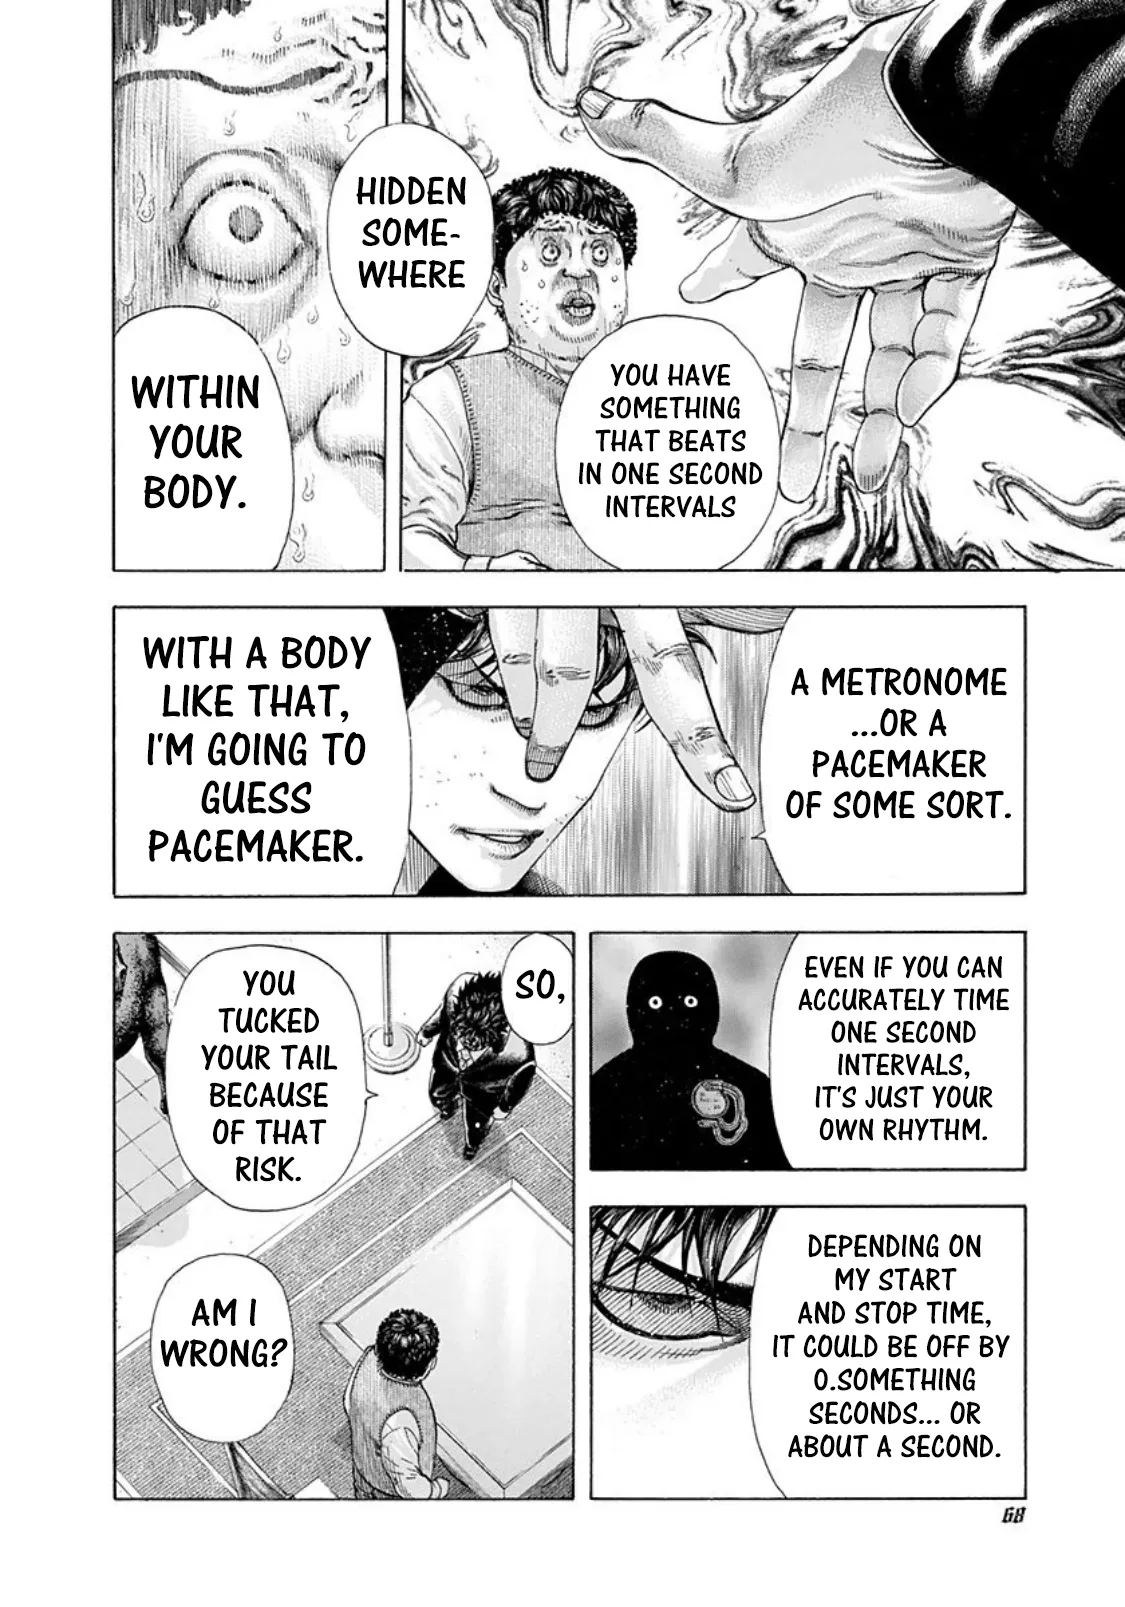 YOU HAVE
SOMETHING
THAT BEATS
IN ONE SECOND
INTERVALS
HIDDEN
SOME-
WHERE
WITHIN
YOUR
BODY.
A METRONOME
...OR A
PACEMAKER
OF SOME SORT.
WITH A BODY
LIKE THAT,
I'M GOING TO
GUESS
PACEMAKER.
EVEN IF YOU CAN
ACCURATELY TIME
ONE SECOND
INTERVALS,
IT'S JUST YOUR
OWN RHYTHM.
DEPENDING ON
MY START
AND STOP TIME,
IT COULD BE OFF BY
0.SOMETHING
SECONDS... OR
ABOUT A SECOND.
SO,
YOU
TUCKED
YOUR TAIL
BECAUSE
OF THAT
RISK.
AM I
WRONG?
68